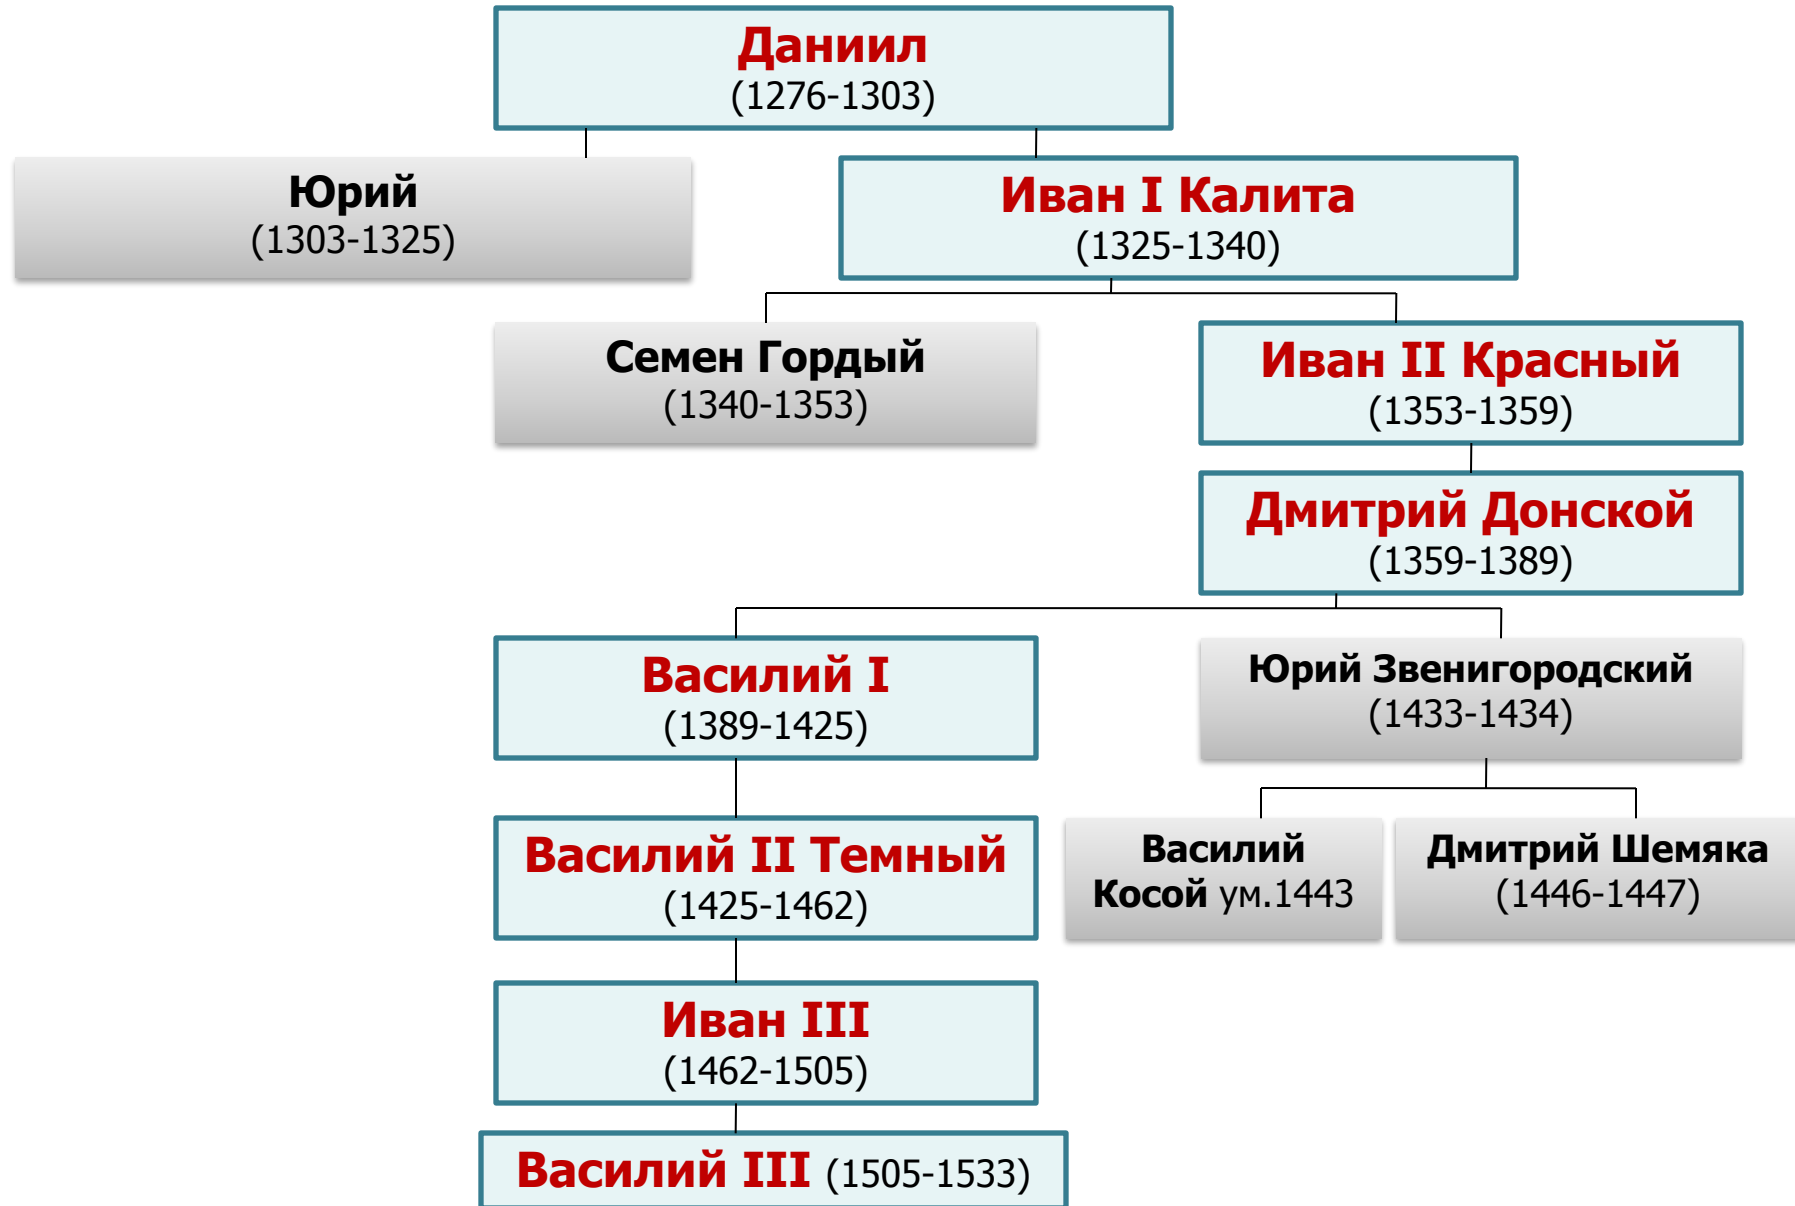 Даниил
(1276-1303)
Юрий
(1303-1325)
Иван I Калита
(1325-1340)
Семен Гордый
(1340-1353)
Иван II Красный
(1353-1359)
Дмитрий Донской
(1359-1389)
Василий I
(1389-1425)
Юрий Звенигородский
(1433-1434)
Василий II Темный
(1425-1462)
Василий
Косой ум.1443
Дмитрий Шемяка
(1446-1447)
Иван III
(1462-1505)
Василий III (1505-1533)